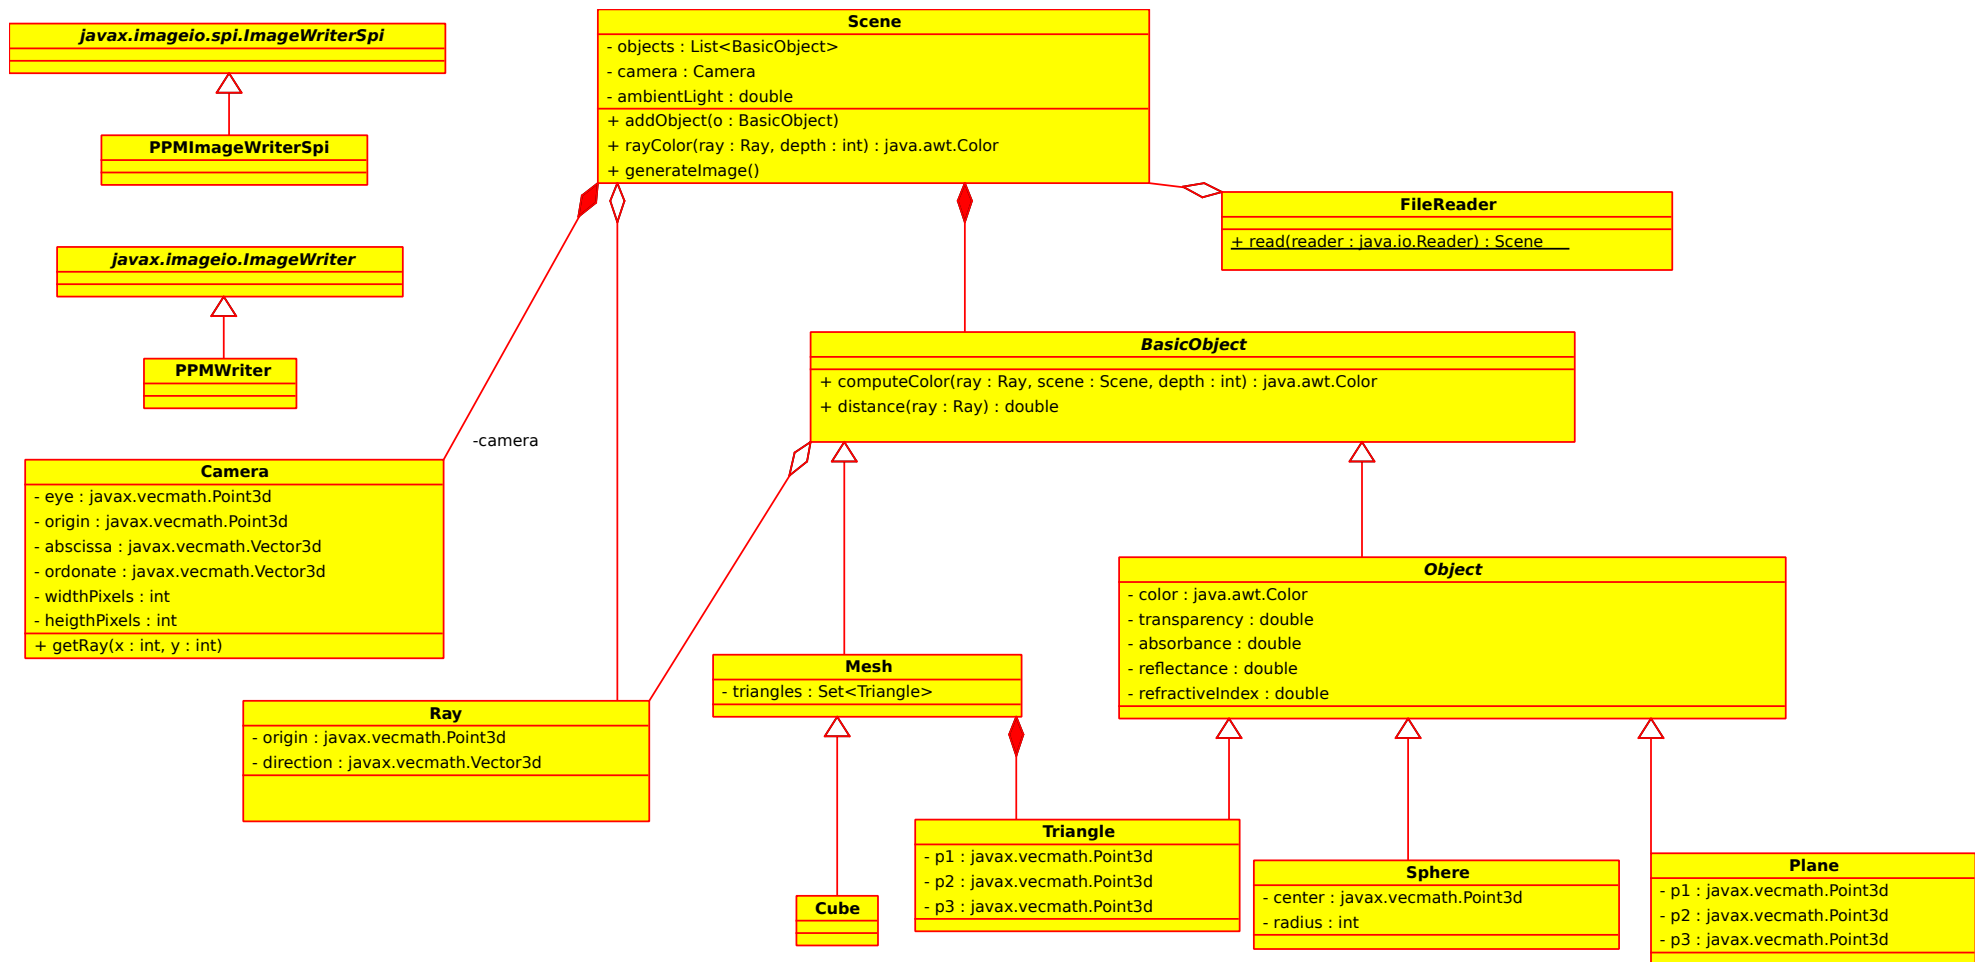 javax.imageio.spi.ImageWriterSpi
PPMImageWriterSpi
javax.imageio.ImageWriter
PPMWriter
Scene
- objects : List<BasicObject>
- camera : Camera
- ambientLight : double
+ addObject(o : BasicObject)
+ rayColor(ray : Ray, depth : int) : java.awt.Color
+ generateImage()
FileReader
+ read(reader : java.io.Reader) : Scene
BasicObject
+ computeColor(ray : Ray, scene : Scene, depth : int) : java.awt.Color
+ distance(ray : Ray) : double
-camera
Camera
- eye : javax.vecmath.Point3d
- origin : javax.vecmath.Point3d
- abscissa : javax.vecmath.Vector3d
- ordonate : javax.vecmath.Vector3d
- widthPixels : int
- heigthPixels : int
+ getRay(x : int, y : int)
Ray
- origin : javax.vecmath.Point3d
- direction : javax.vecmath.Vector3d
Mesh
- triangles : Set<Triangle>
Object
- color : java.awt.Color
- transparency : double
- absorbance : double
- reflectance : double
- refractiveIndex : double
Cube
Triangle
- p1 : javax.vecmath.Point3d
- p2 : javax.vecmath.Point3d
- p3 : javax.vecmath.Point3d
Sphere
- center : javax.vecmath.Point3d
- radius : int
Plane
- p1 : javax.vecmath.Point3d
- p2 : javax.vecmath.Point3d
- p3 : javax.vecmath.Point3d